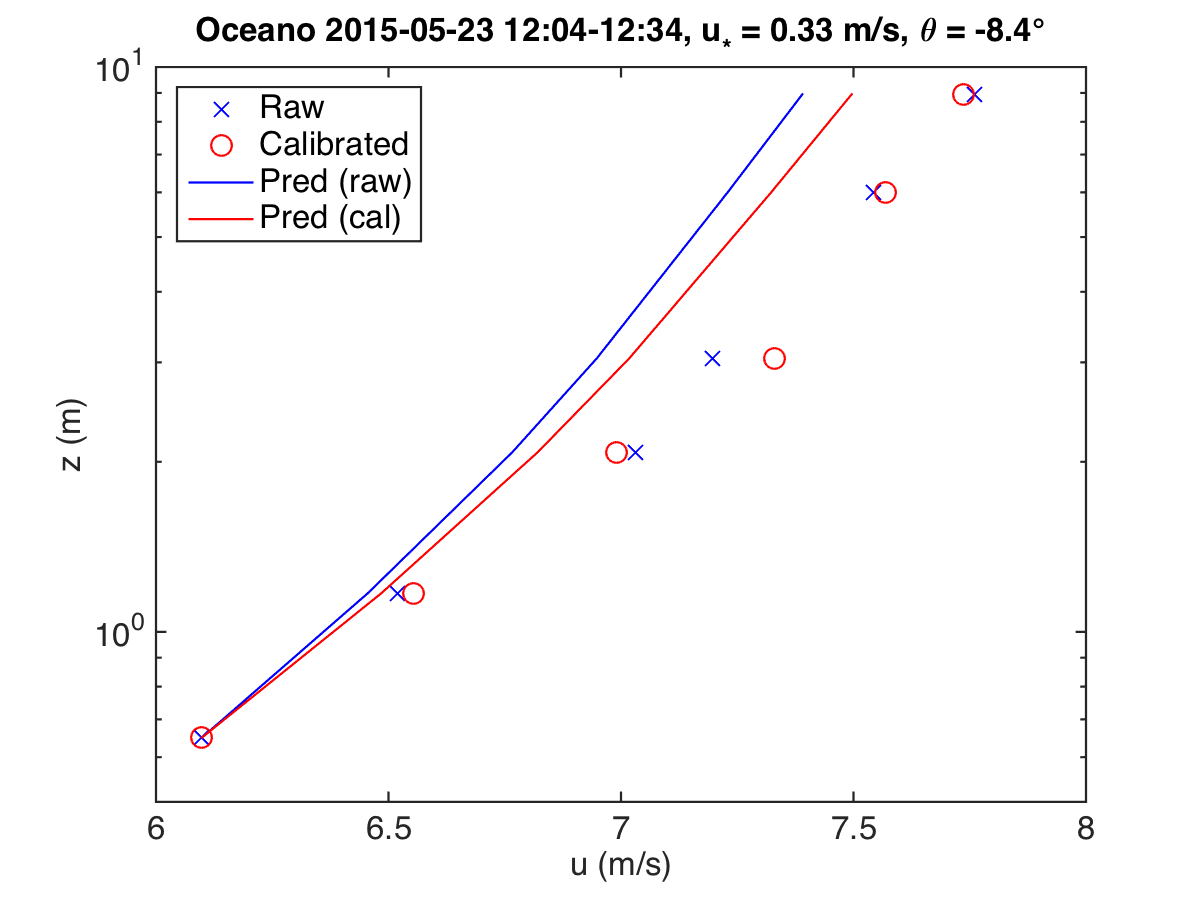 Oceano 2015-05-23 12:04-12:34, u* = 0.33 m/s, θ = -8.4°
10^1
Raw
Calibrated
Pred (raw)
Pred (cal)
z (m)
10^0
6 6.5 7 7.5 8
u (m/s)